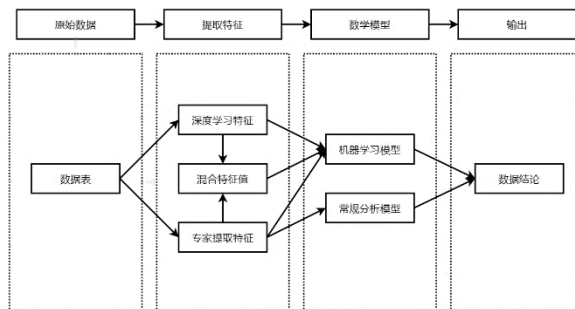 原始数据
提取特征
数学模型
输出
深度学习特征
机器学习模型
数据表
混合特征值
数据结论
常规分析模型
专家提取特征